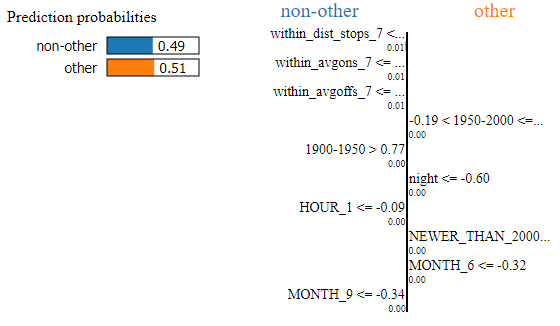 Prediction probabilities
non-other 0.49
other 0.51
non-other other
within_dist_stops_7 <...
0.01
within_avgons_7 <= ...
0.01
within_avgoffs_7 <= ...
0.01
-0.19 < 1950-2000 <=...
0.00
1900-1950 > 0.77
0.00
night <= -0.60
0.00
HOUR_1 <= -0.09
0.00
NEWER_THAN_2000...
0.00
MONTH_6 <= -0.32
0.00
MONTH_9 <= -0.34
0.00